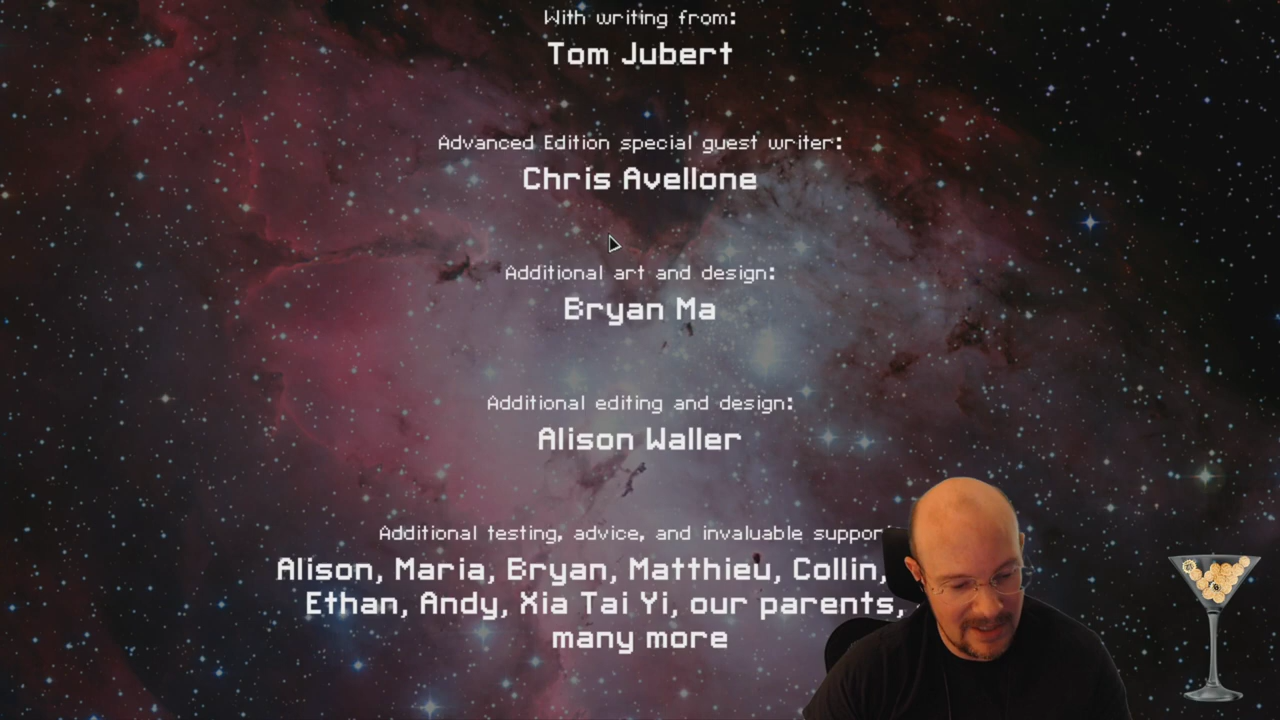 With writing from:
Tom Jubert
Advanced Edition special guest writer:
Chris Avellone
Additional art and design:
Bryan Ma
Additional editing and design:
Alison Waller
Additional testing, advice, and invaluable
Alison, Maria, Bryan, Matthieu, Collin,
Ethan, Andy, Xia Tai Yi, our parents,
many more